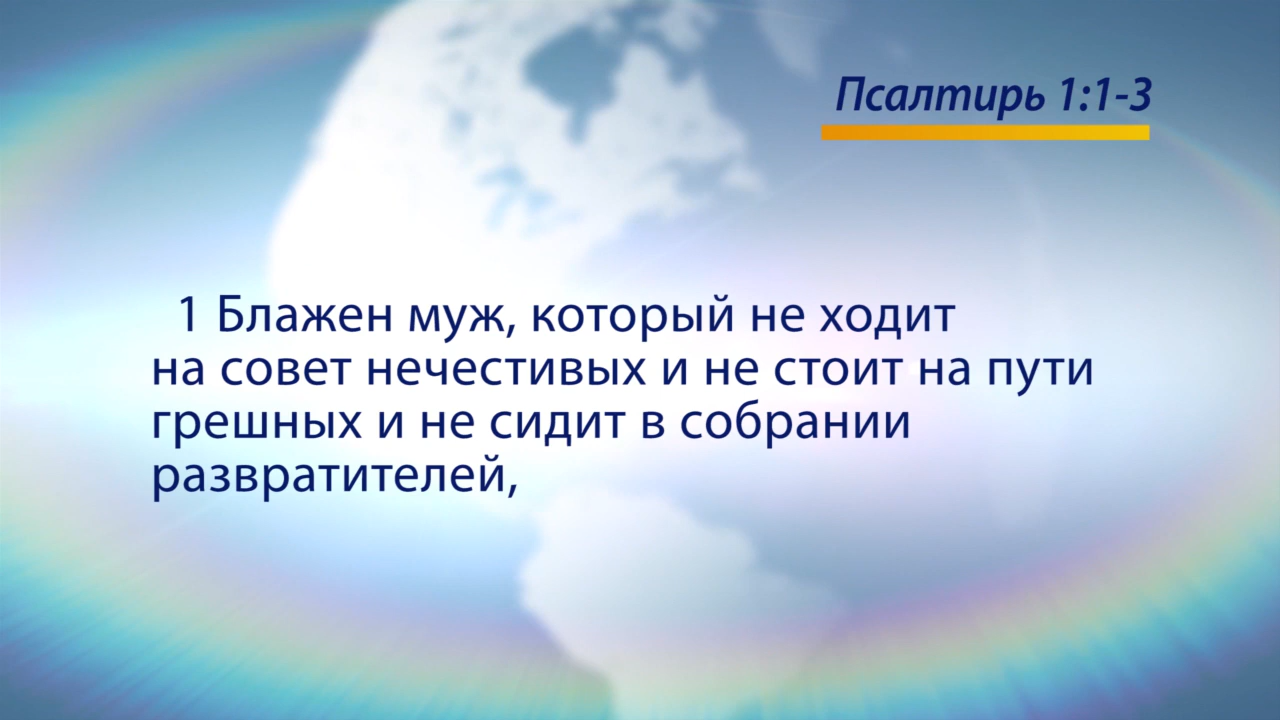 Псалтирь 1:1-3
1 Блажен муж, который не ходит
на совет нечестивых и не стоит на пути
грешных и не сидит в собрании
развратителей,